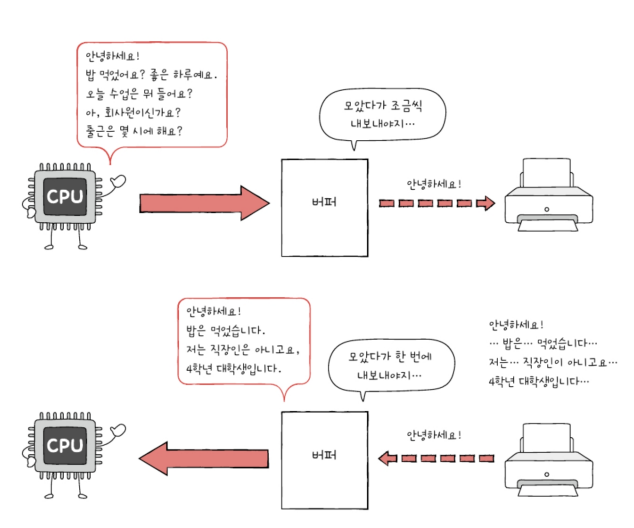 안녕하세요!
밥 먹었어요? 좋은 하루예요.
오늘 수업은 뭐 들어요?
아, 회사원이신가요?
출근은 몇 시에 해요?
모았다가 조금씩
내보내야지…
CPU
버퍼
안녕하세요!
안녕하세요!
밥은 먹었습니다.
저는 직장인은 아니고요,
4학년 대학생입니다.
모았다가 한 번에
내보내야지…
안녕하세요!
… 밥은… 먹었습니다…
저는… 직장인이 아니고요…
4학년 대학생입니다…
CPU
버퍼
안녕하세요!